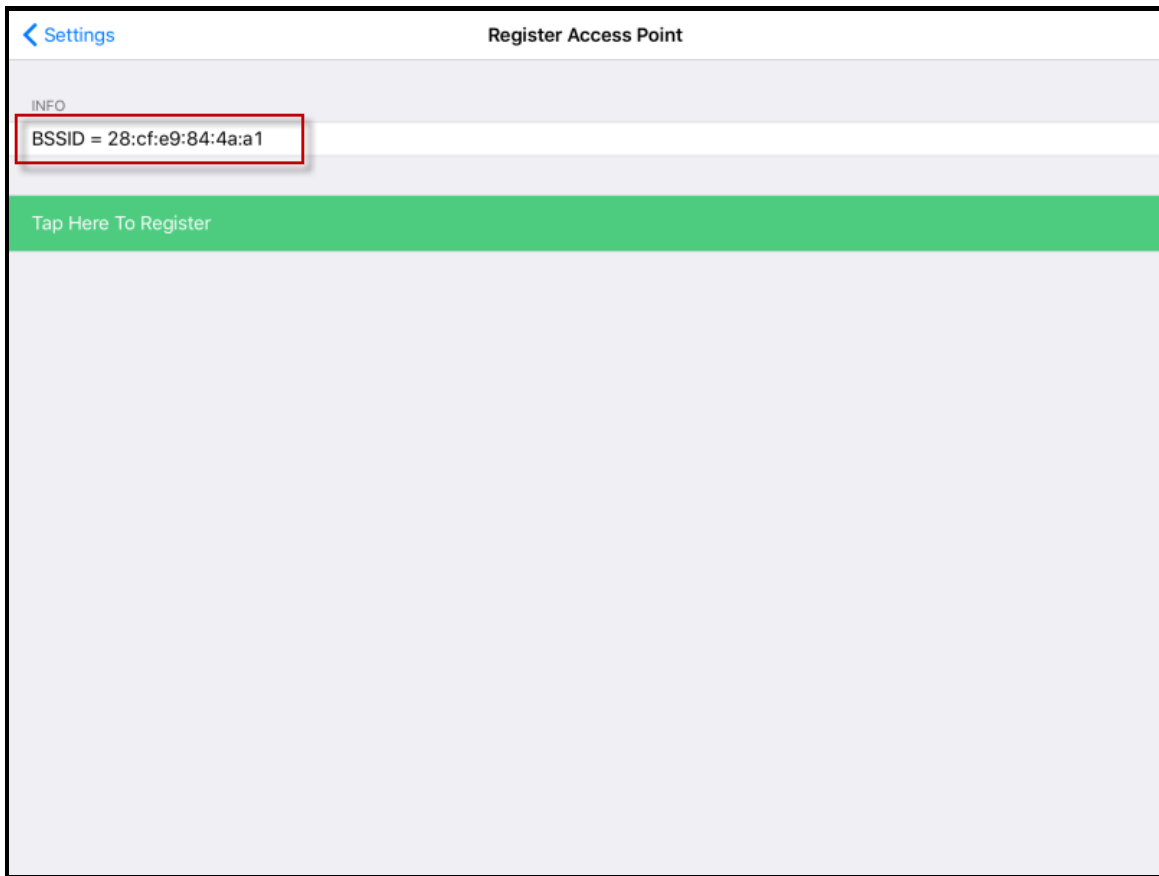 Settings
Register Access Point
INFO
BSSID = 28:cf:e9:84:4a:a1
Tap Here To Register